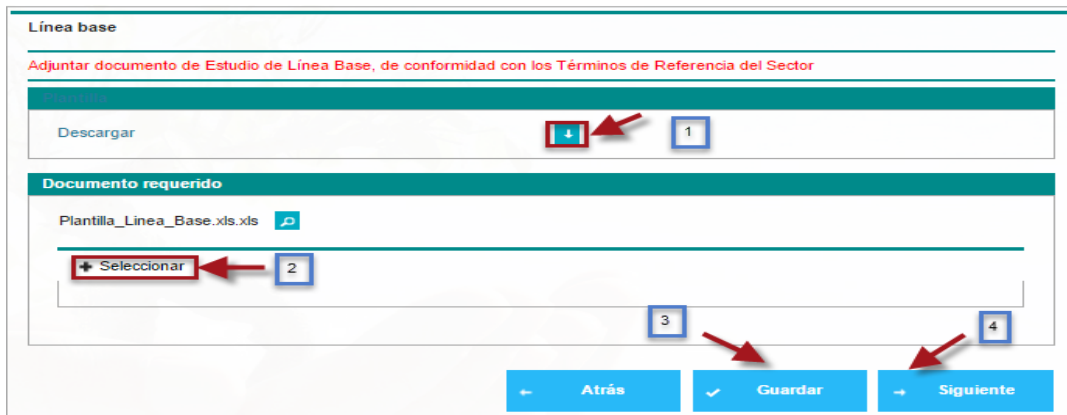 Línea base
Adjuntar documento de Estudio de Línea Base, de conformidad con los Términos de Referencia del Sector
Plantilla
Descargar
1
Documento requerido
Plantilla_Linea_Base.xls.xls
Seleccionar
2
3
4
Atrás
Guardar
Siguiente